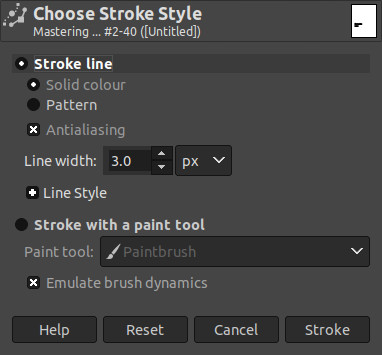 Choose Stroke Style
Mastering ... #2-40 ([Untitled])
Stroke line
Solid colour
Pattern
Antialiasing
Line width: 3.0 px
Line Style
Stroke with a paint tool
Paint tool: Paintbrush
Emulate brush dynamics
Help Reset Cancel Stroke